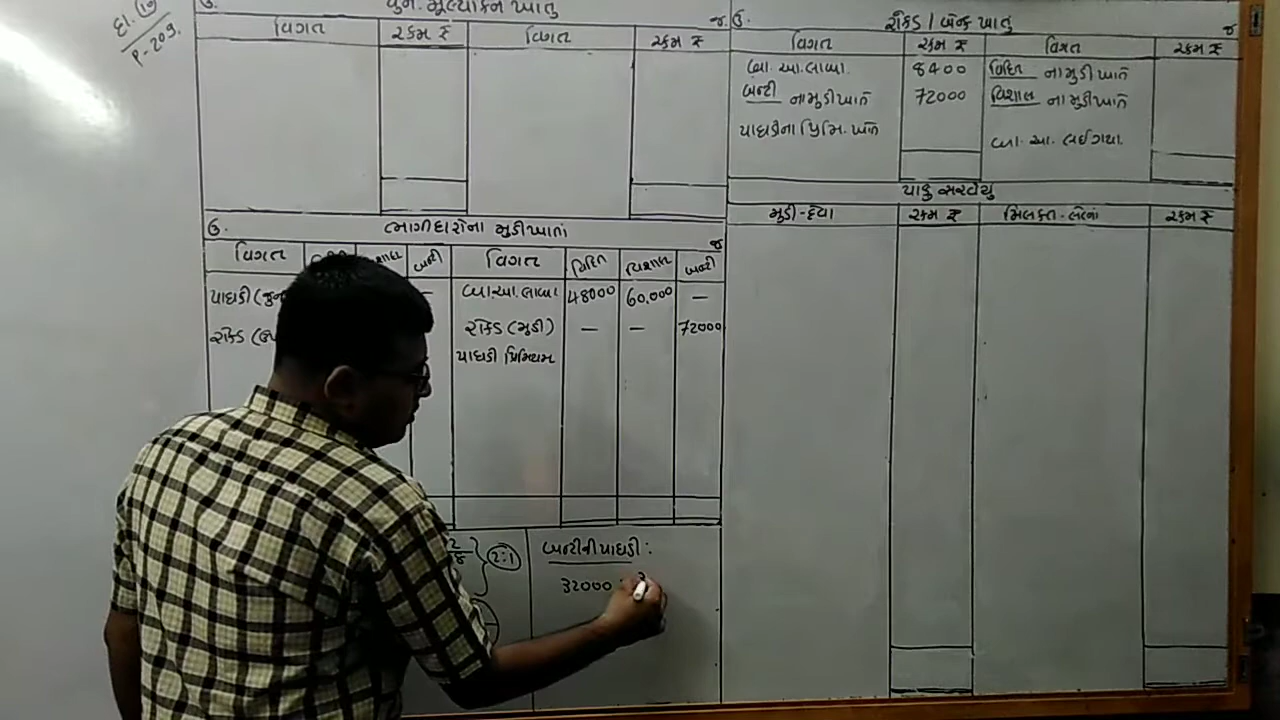 દા. 19
P-209.
ઉ. પુન: મૂલ્યાંકન ખાતુ જ
વિગત રકમ ₹ વિગત રકમ ₹
ઉ. રોકડ / બેંક ખાતુ જ
વિગત રકમ ₹ વિગત રકમ ₹
બા. આ. લાવ્યા. 8400 વિદિત ના મુડી ખાતે
બન્ટી ના મુડી ખાતે 72000 વિશાલ ના મુડી ખાતે
પાઘડીના પ્રિમિ. ખાતે
બા. આ. લઈ ગયા.
પાકુ સરવૈયુ
મુડી-દેવા રકમ ₹ મિલકત-લેણાં રકમ ₹
ઉ. ભાગીદારોના મુડી ખાતાં જ
વિગત બન્ટી વિગત વિદિત વિશાલ બન્ટી
પાઘડી — બા.આ.લાવ્યા 48000 60,000 —
રોકડ રોકડ (મુડી) — — 72000
પાઘડી પ્રિમિયમ
2:1
બન્ટીની પાઘડી :
32000